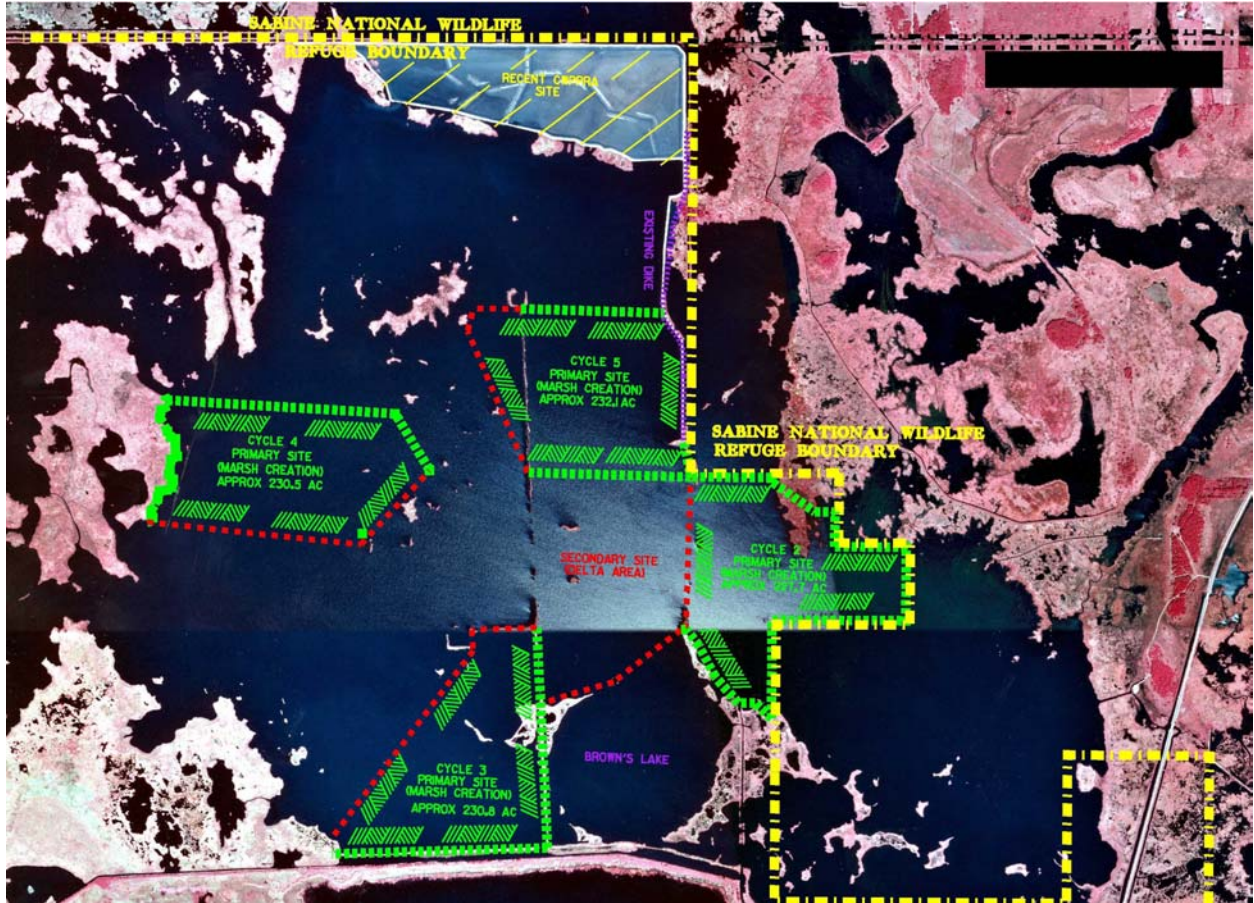 SABINE NATIONAL WILDLIFE
REFUGE BOUNDARY
RECENT CWPPRA
SITE
EXISTING DIKE
CYCLE 5
PRIMARY SITE
(MARSH CREATION)
APPROX 232.1 AC
SABINE NATIONAL WILDLIFE
REFUGE BOUNDARY
CYCLE 4
PRIMARY SITE
(MARSH CREATION)
APPROX 230.5 AC
SECONDARY SITE
(DELTA AREA)
CYCLE 2
PRIMARY SITE
(MARSH CREATION)
APPROX AC
BROWN'S LAKE
CYCLE 3
PRIMARY SITE
(MARSH CREATION)
APPROX 230.8 AC